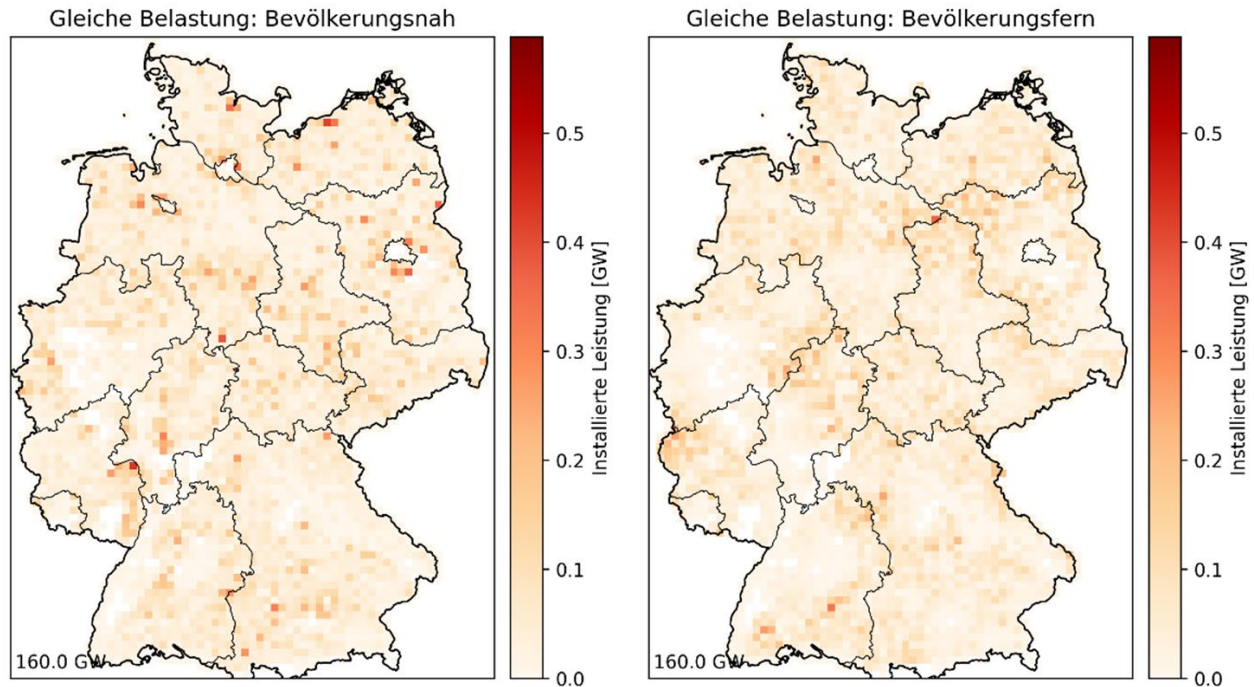 Gleiche Belastung: Bevölkerungsnah
0.5
0.4
0.3
0.2
0.1
0.0
Installierte Leistung [GW]
160.0 GW
Gleiche Belastung: Bevölkerungsfern
0.5
0.4
0.3
0.2
0.1
0.0
Installierte Leistung [GW]
160.0 GW